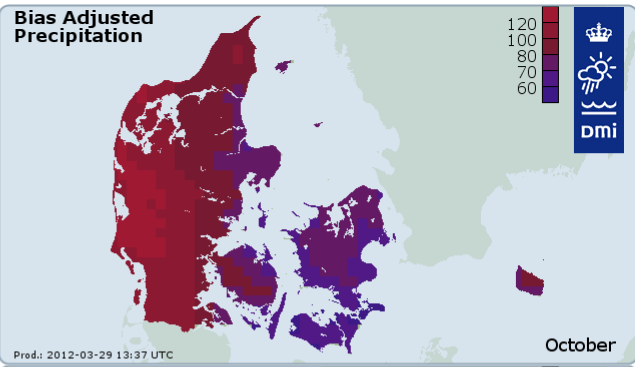 Bias Adjusted
Precipitation
120
100
80
70
60
DMi
October
Prod.: 2012-03-29 13:37 UTC